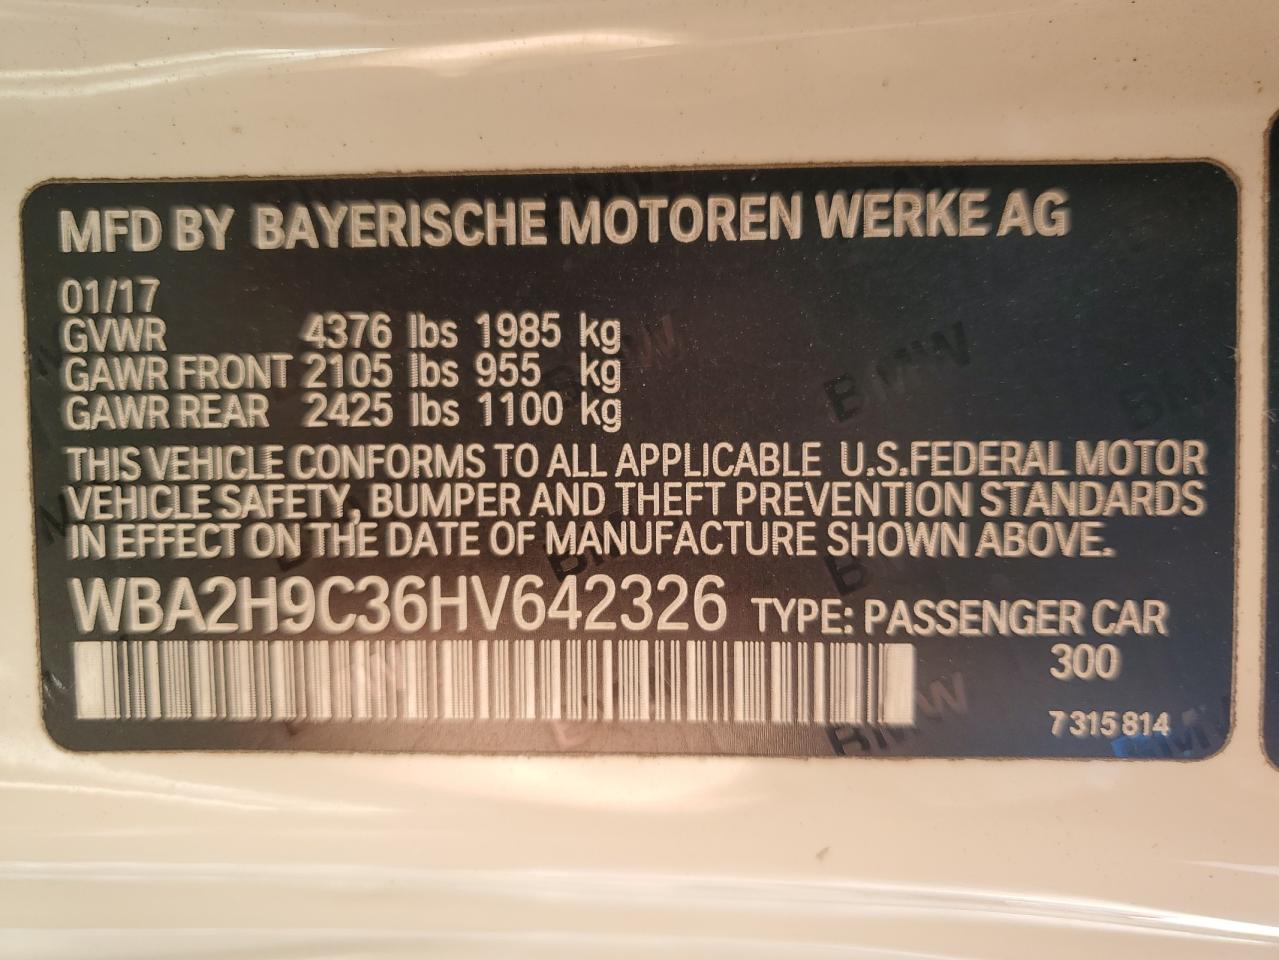 MFD BY BAYERISCHE MOTOREN WERKE AG
01/17
GVWR 4376 lbs 1985 kg
GAWR FRONT 2105 lbs 955 kg
GAWR REAR 2425 lbs 1100 kg
THIS VEHICLE CONFORMS TO ALL APPLICABLE U.S.FEDERAL MOTOR
VEHICLE SAFETY, BUMPER AND THEFT PREVENTION STANDARDS
IN EFFECT ON THE DATE OF MANUFACTURE SHOWN ABOVE.
WBA2H9C36HV642326 TYPE: PASSENGER CAR
300
7 315 814